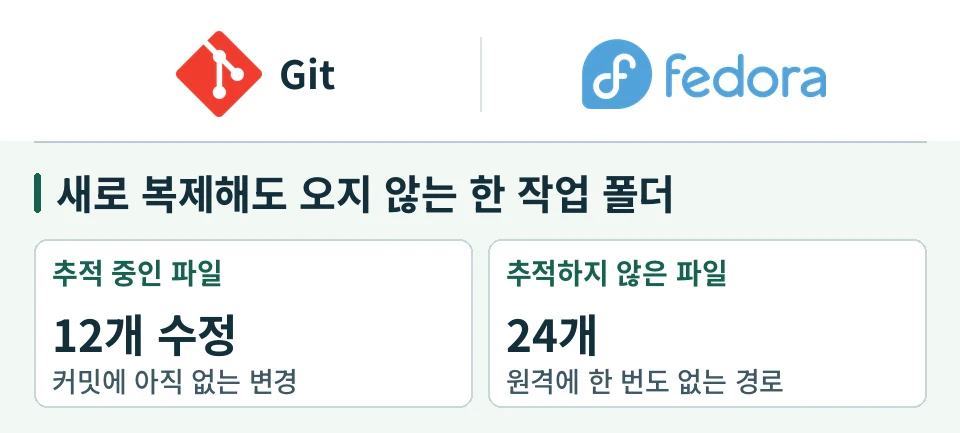 Git
fedora
새로 복제해도 오지 않는 한 작업 폴더
추적 중인 파일
12개 수정
커밋에 아직 없는 변경
추적하지 않은 파일
24개
원격에 한 번도 없는 경로